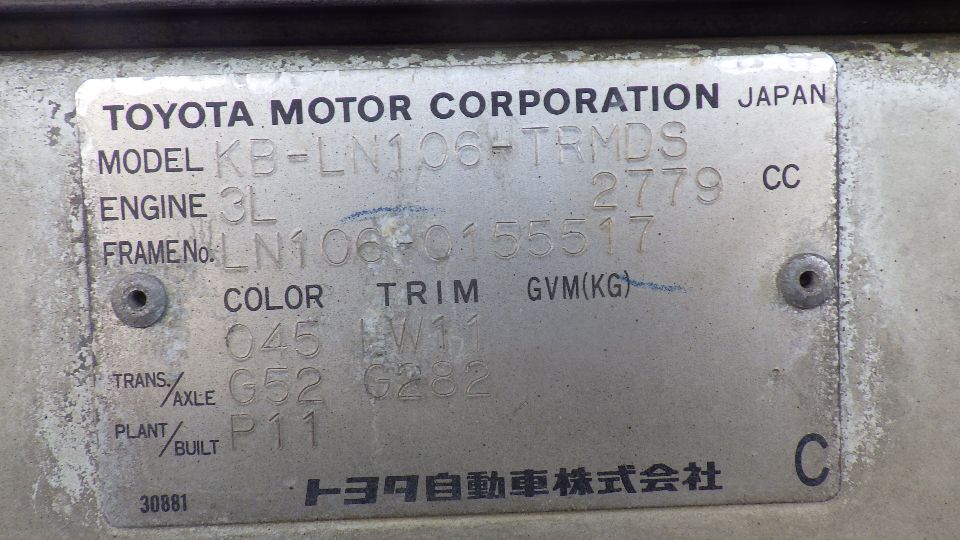 TOYOTA MOTOR CORPORATION JAPAN
MODEL KB-LN106-TRMDS
ENGINE 3L 2779 CC
FRAME No. LN106-0155517
COLOR TRIM GVM(KG)
045 LW11
TRANS./AXLE G52 G282
PLANT/BUILT P11
トヨタ自動車株式会社 C
30881